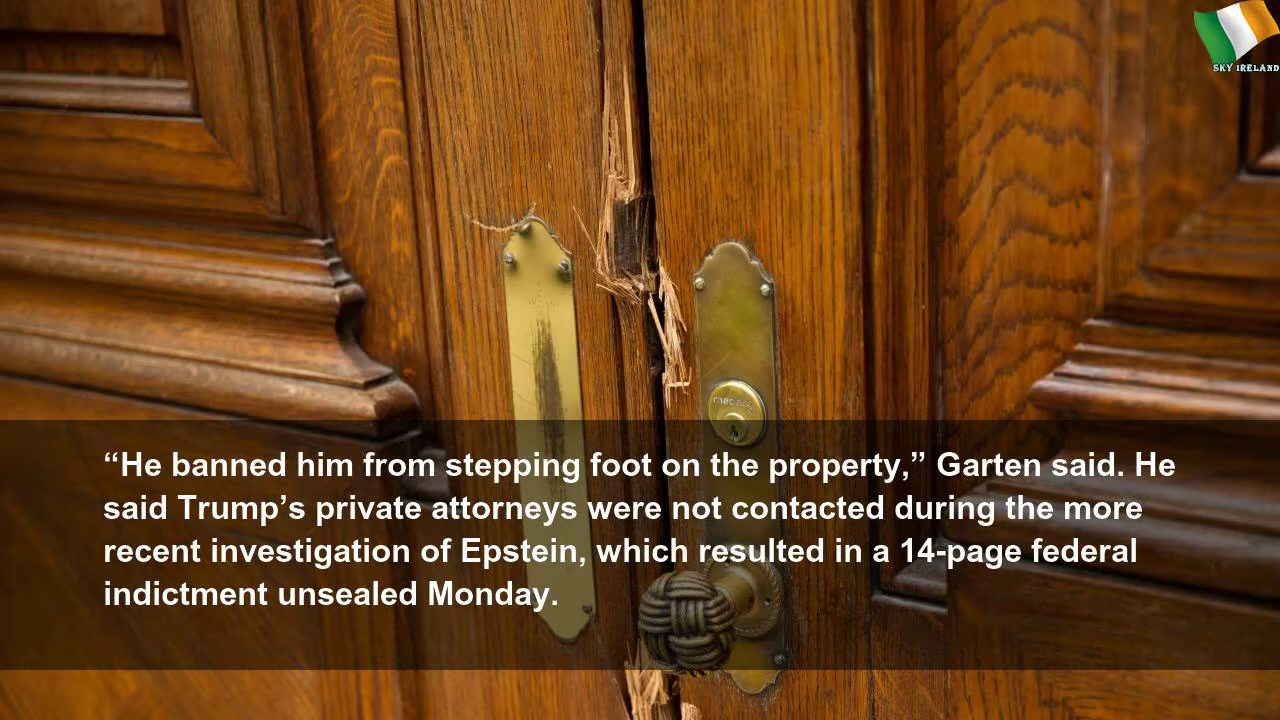 SKY IRELAND
medeco
“He banned him from stepping foot on the property,” Garten said. He
said Trump’s private attorneys were not contacted during the more
recent investigation of Epstein, which resulted in a 14-page federal
indictment unsealed Monday.